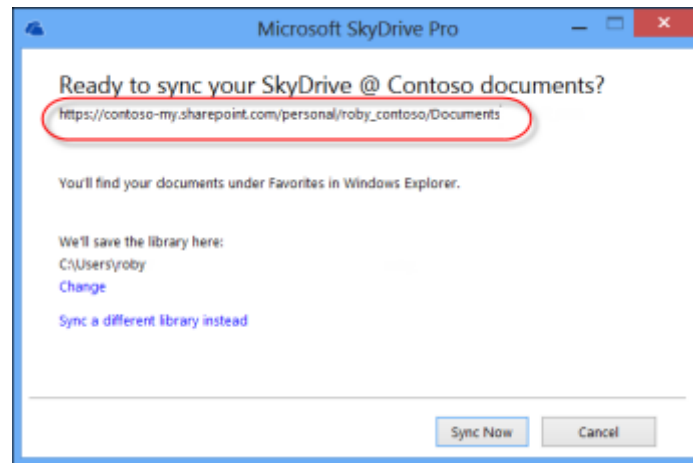 Microsoft SkyDrive Pro
Ready to sync your SkyDrive @ Contoso documents?
https://contoso-my.sharepoint.com/personal/roby_contoso/Documents
You'll find your documents under Favorites in Windows Explorer.
We'll save the library here:
C:\Users\roby
Change
Sync a different library instead
Sync Now
Cancel